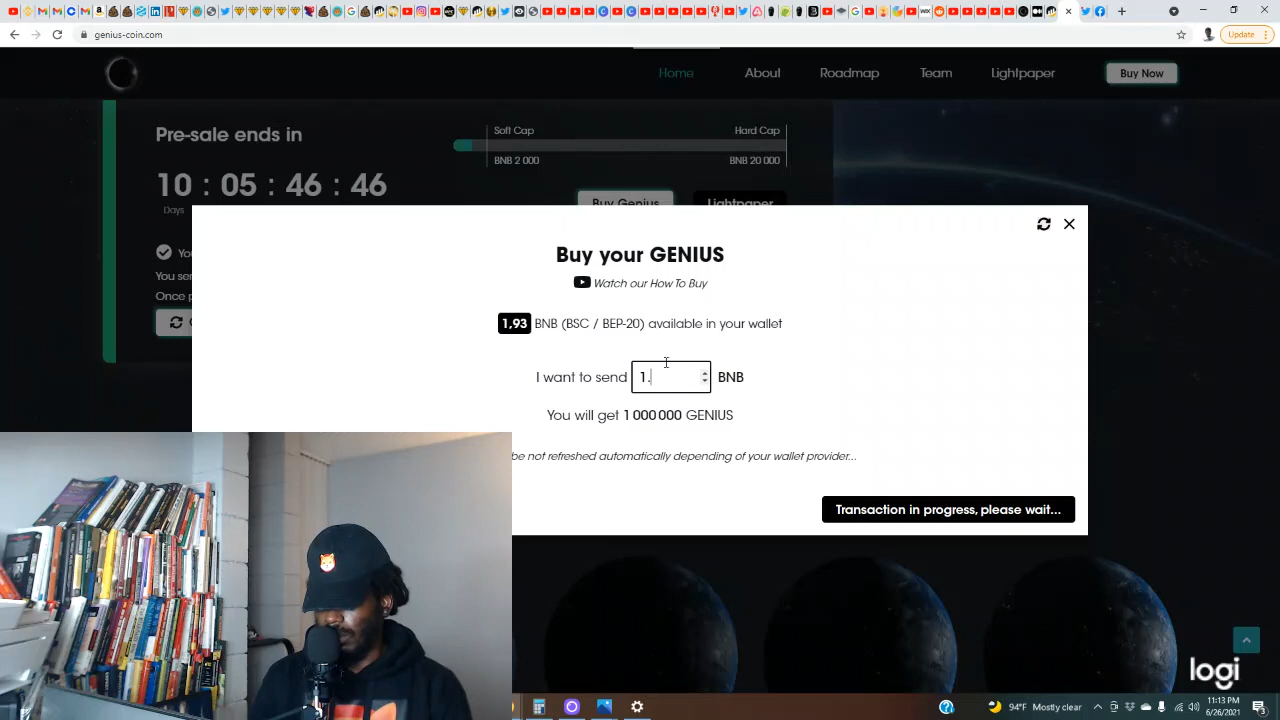 genius-coin.com
Update
Home
About
Roadmap
Team
Lightpaper
Buy Now
Pre-sale ends in
Soft Cap
Hard Cap
BNB 2 000
BNB 20 000
10 : 05 : 46 : 46
Days
Buy Genius
Lightpaper
You
You ser
Once p
Buy your GENIUS
Watch our How To Buy
1,93 BNB (BSC / BEP-20) available in your wallet
I want to send 1. BNB
You will get 1 000 000 GENIUS
be not refreshed automatically depending of your wallet provider...
Transaction in progress, please wait...
logi
94°F Mostly clear
11:13 PM
6/26/2021